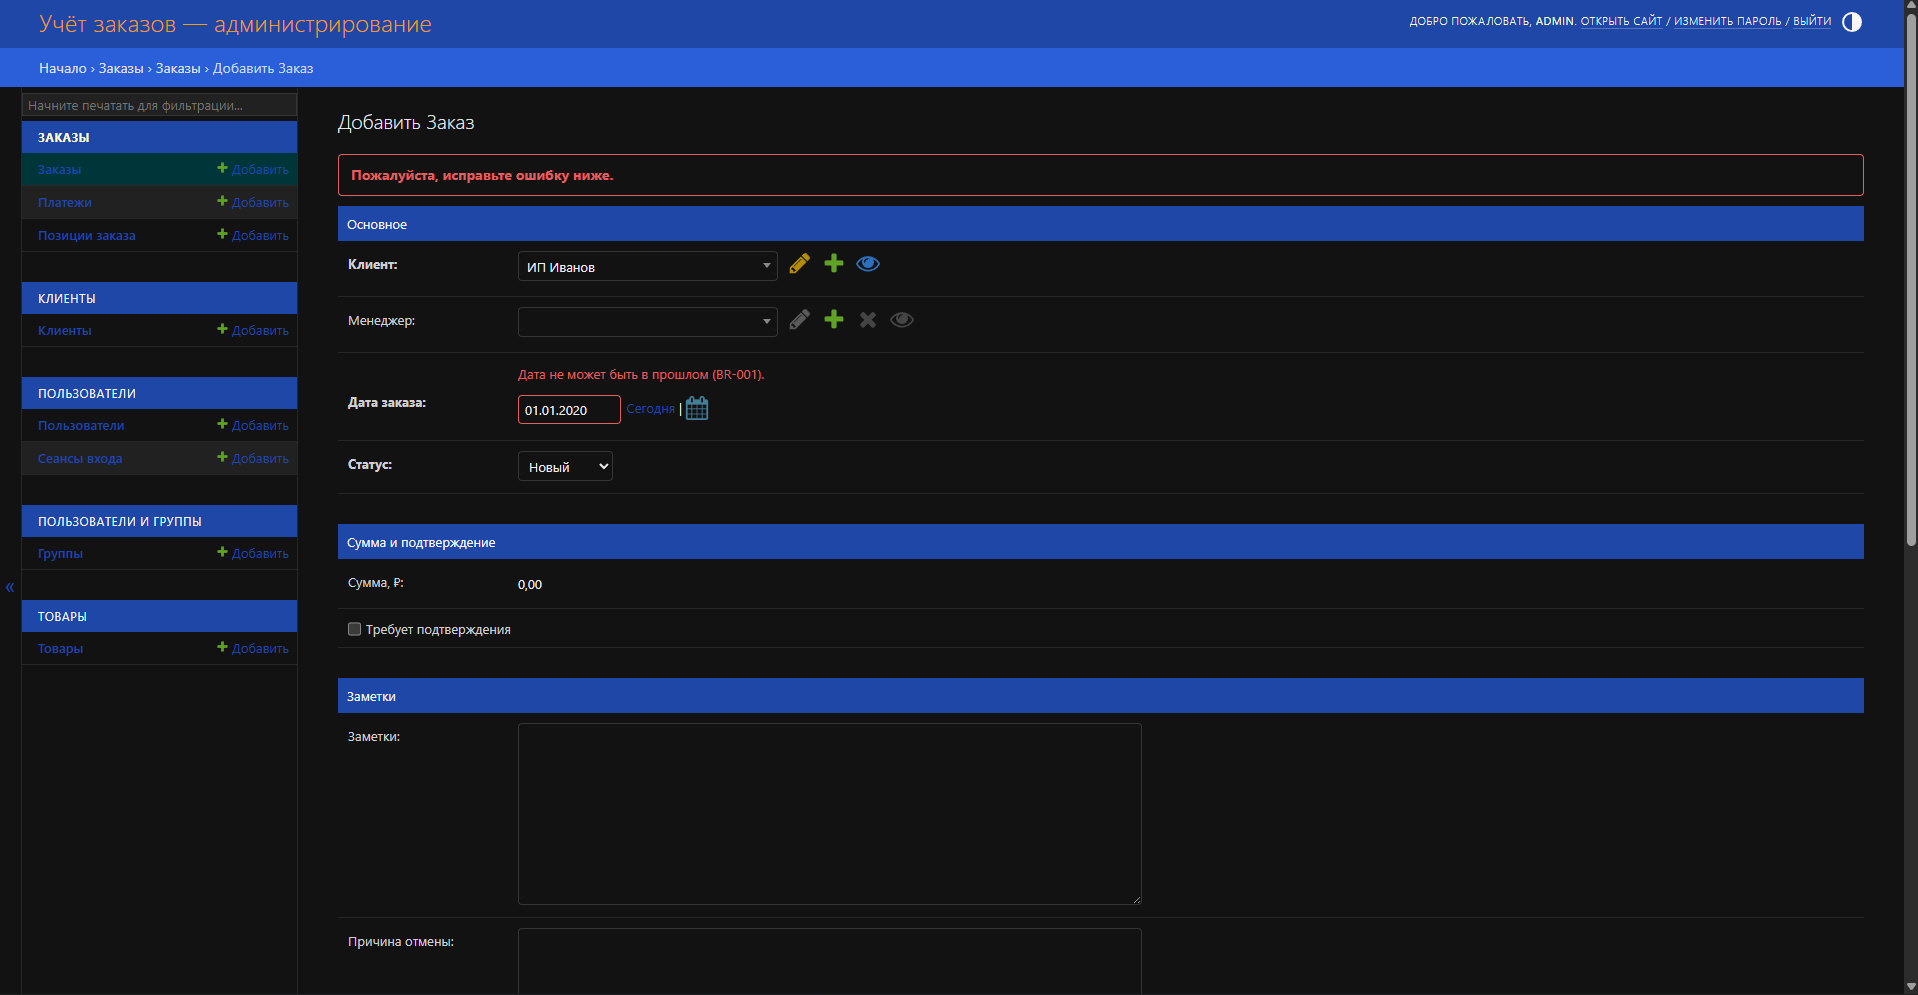 Учёт заказов — администрирование
ДОБРО ПОЖАЛОВАТЬ, ADMIN. ОТКРЫТЬ САЙТ / ИЗМЕНИТЬ ПАРОЛЬ / ВЫЙТИ
Начало › Заказы › Заказы › Добавить Заказ
Начните печатать для фильтрации...
ЗАКАЗЫ
Заказы Добавить
Платежи Добавить
Позиции заказа Добавить
КЛИЕНТЫ
Клиенты Добавить
ПОЛЬЗОВАТЕЛИ
Пользователи Добавить
Сеансы входа Добавить
ПОЛЬЗОВАТЕЛИ И ГРУППЫ
Группы Добавить
«
ТОВАРЫ
Товары Добавить
Добавить Заказ
Пожалуйста, исправьте ошибку ниже.
Основное
Клиент: ИП Иванов
Менеджер:
Дата не может быть в прошлом (BR-001).
Дата заказа: 01.01.2020 Сегодня |
Статус: Новый
Сумма и подтверждение
Сумма, ₽: 0,00
Требует подтверждения
Заметки
Заметки:
Причина отмены: